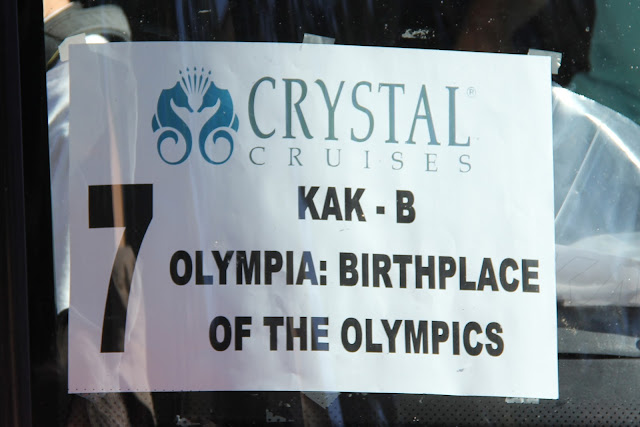 CRYSTAL®
CRUISES
7
KAK - B
OLYMPIA: BIRTHPLACE
OF THE OLYMPICS